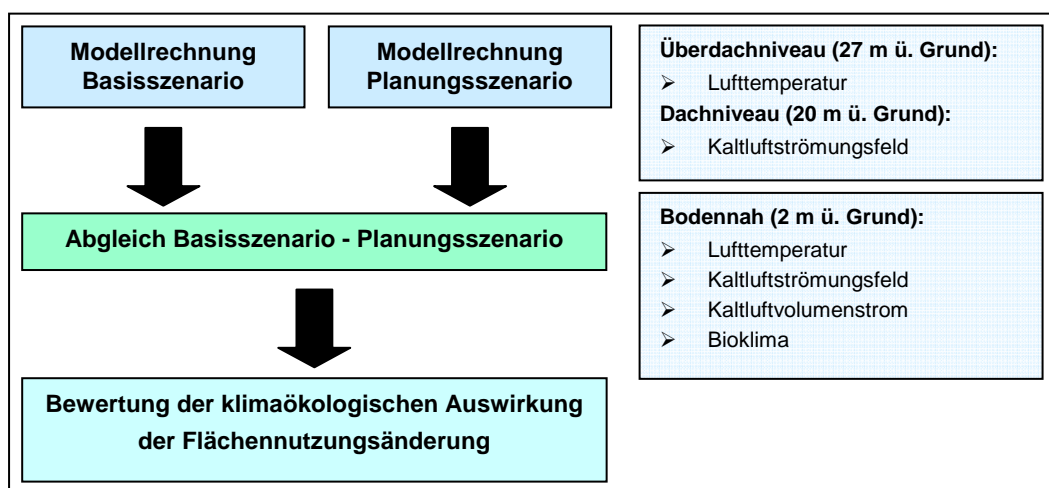 Modellrechnung
Basisszenario
Modellrechnung
Planungsszenario
Abgleich Basisszenario - Planungsszenario
Bewertung der klimaökologischen Auswirkung
der Flächennutzungsänderung
Überdachniveau (27 m ü. Grund):
➢ Lufttemperatur
Dachniveau (20 m ü. Grund):
➢ Kaltluftströmungsfeld
Bodennah (2 m ü. Grund):
➢ Lufttemperatur
➢ Kaltluftströmungsfeld
➢ Kaltluftvolumenstrom
➢ Bioklima